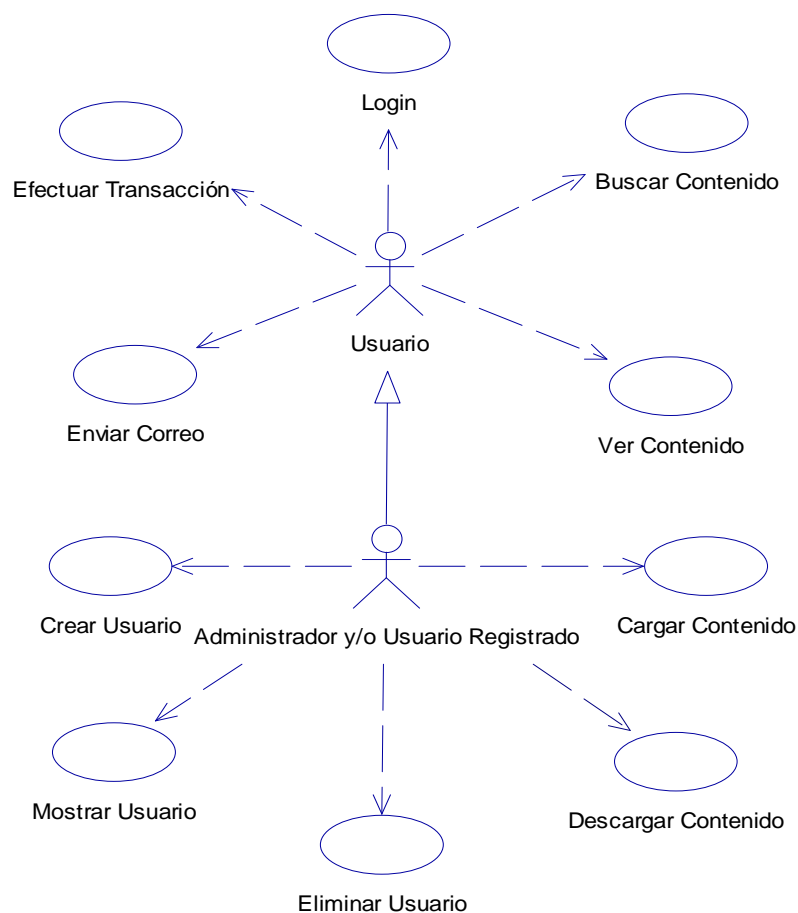 Login
Efectuar Transacción
Buscar Contenido
Usuario
Enviar Correo
Ver Contenido
Crear Usuario
Administrador y/o Usuario Registrado
Cargar Contenido
Mostrar Usuario
Descargar Contenido
Eliminar Usuario